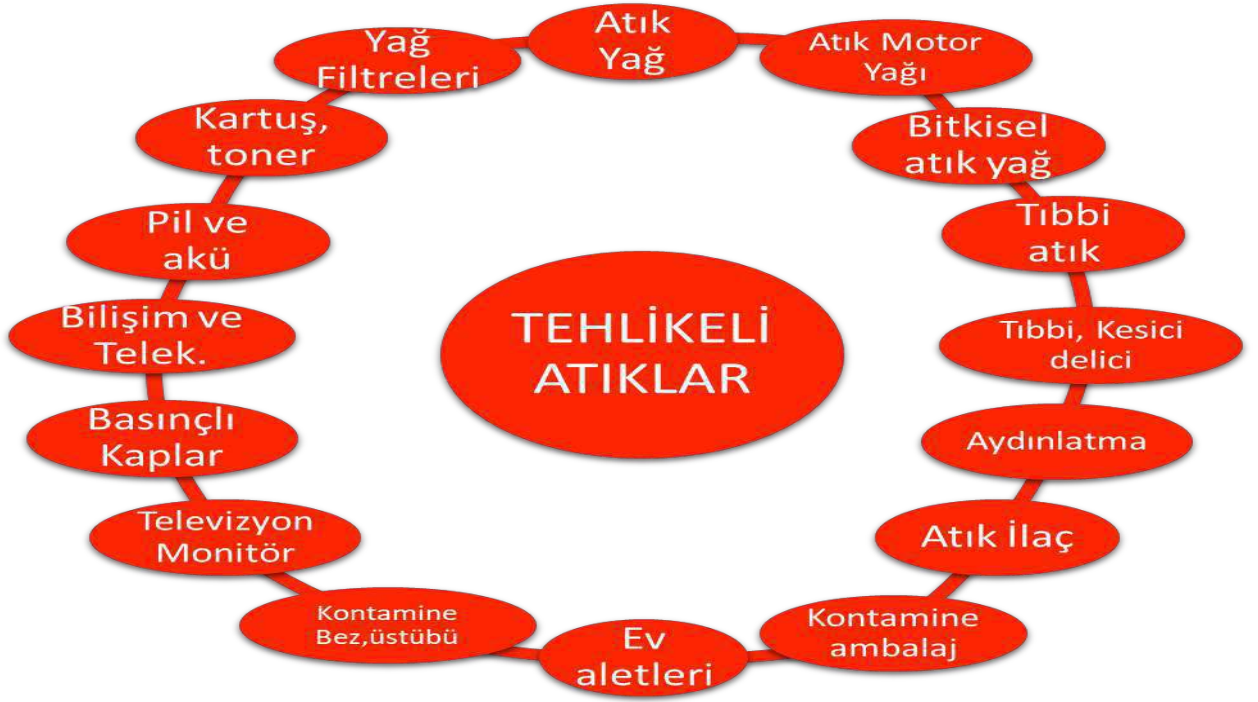 Atık
Yağ
Atık Motor
Yağı
Bitkisel
atık yağ
Tıbbi
atık
Tıbbi, Kesici
delici
Aydınlatma
Atık İlaç
Kontamine
ambalaj
Ev
aletleri
Kontamine
Bez,üstübü
Televizyon
Monitör
Basınçlı
Kaplar
Bilişim ve
Telek.
Pil ve
akü
Kartuş,
toner
Yağ
Filtreleri
TEHLİKELİ
ATIKLAR